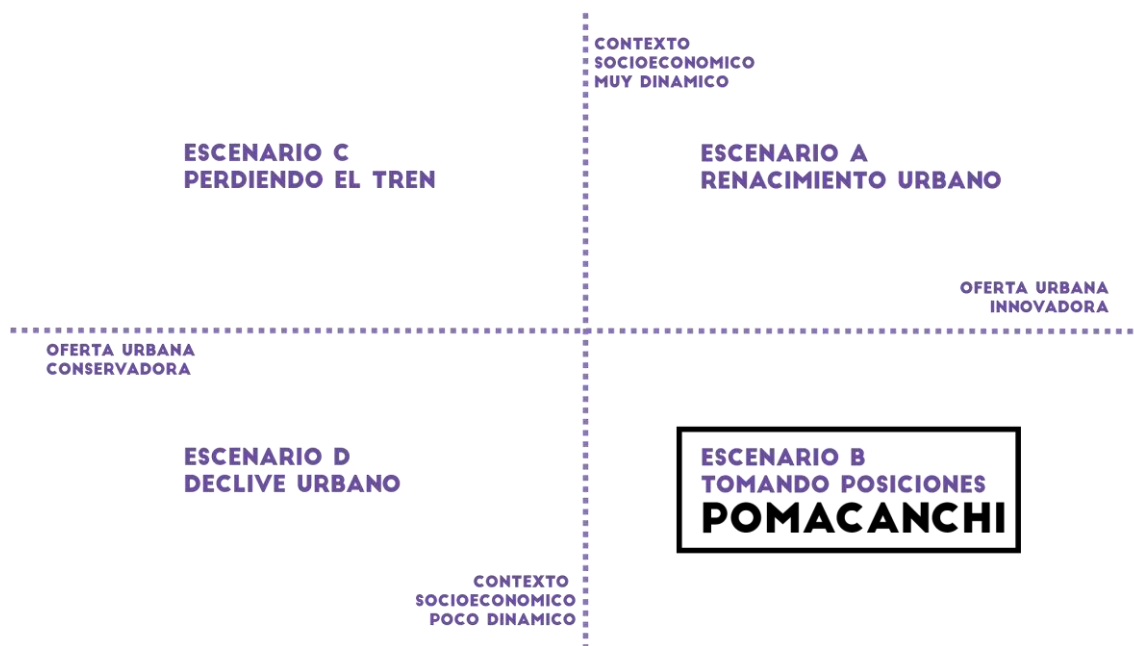 CONTEXTO
SOCIOECONOMICO
MUY DINAMICO
ESCENARIO C
PERDIENDO EL TREN
ESCENARIO A
RENACIMIENTO URBANO
OFERTA URBANA
INNOVADORA
OFERTA URBANA
CONSERVADORA
ESCENARIO D
DECLIVE URBANO
ESCENARIO B
TOMANDO POSICIONES
POMACANCHI
CONTEXTO
SOCIOECONOMICO
POCO DINAMICO